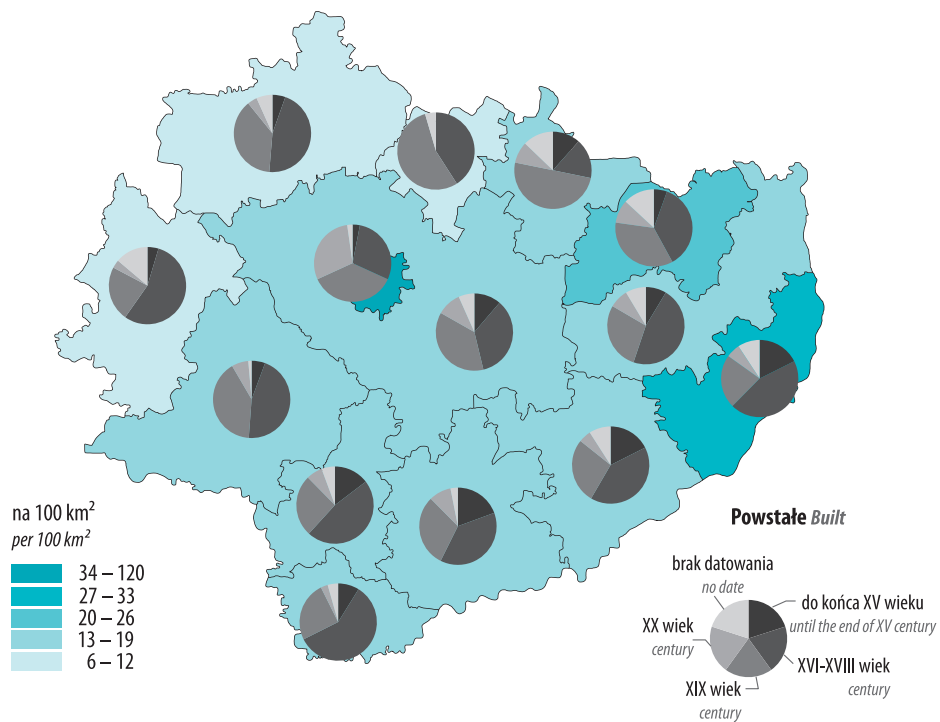 na 100 km²
per 100 km²
34 – 120
27 – 33
20 – 26
13 – 19
6 – 12
Powstałe Built
brak datowania
no date
do końca XV wieku
until the end of XV century
XX wiek
century
XVI-XVIII wiek
century
XIX wiek
century